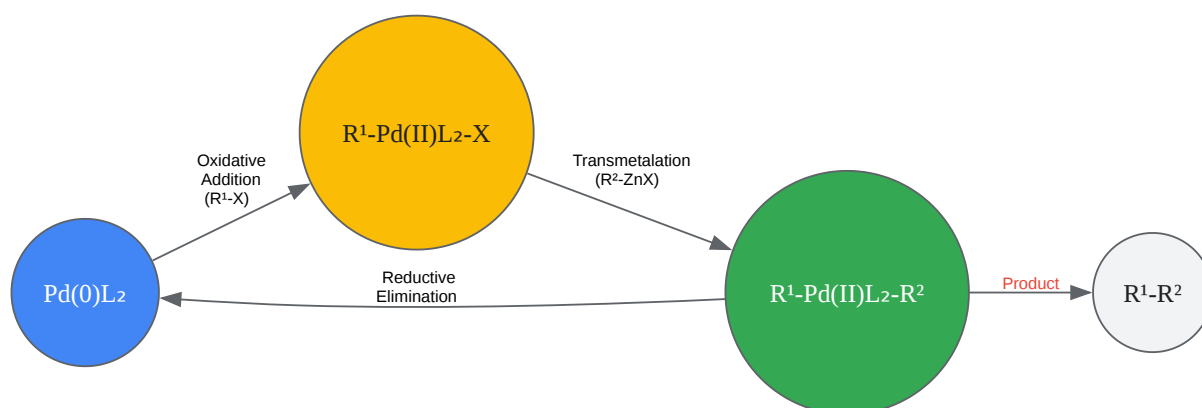 R¹-Pd(II)L₂-X
Oxidative
Addition
(R¹-X)
Transmetalation
(R²-ZnX)
Pd(0)L₂
Reductive
Elimination
R¹-Pd(II)L₂-R²
Product
R¹-R²